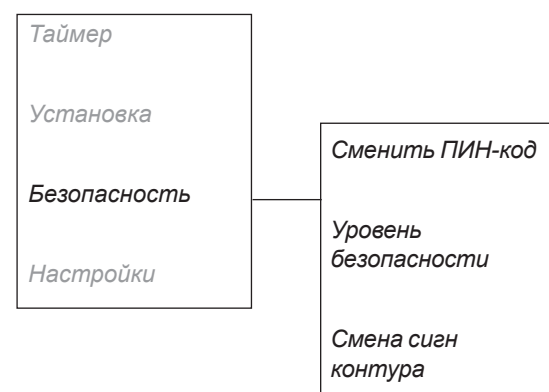 Таймер
Установка
Безопасность
Настройки
Сменить ПИН-код
Уровень
безопасности
Смена сигн
контура